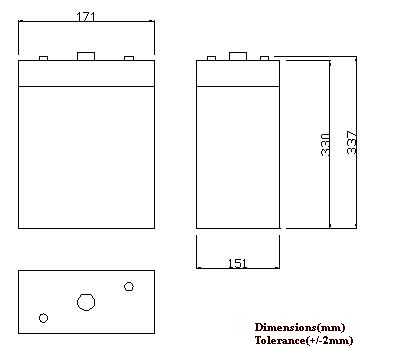 171
330
337
151
Dimensions(mm)
Tolerance(+/-2mm)